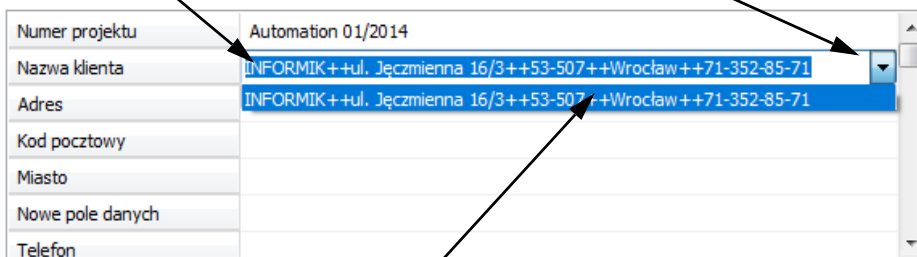 Numer projektu Automation 01/2014
Nazwa klienta INFORMIK++ul. Jęczmienna 16/3++53-507++Wrocław++71-352-85-71
INFORMIK++ul. Jęczmienna 16/3++53-507++Wrocław++71-352-85-71
Adres
Kod pocztowy
Miasto
Nowe pole danych
Telefon